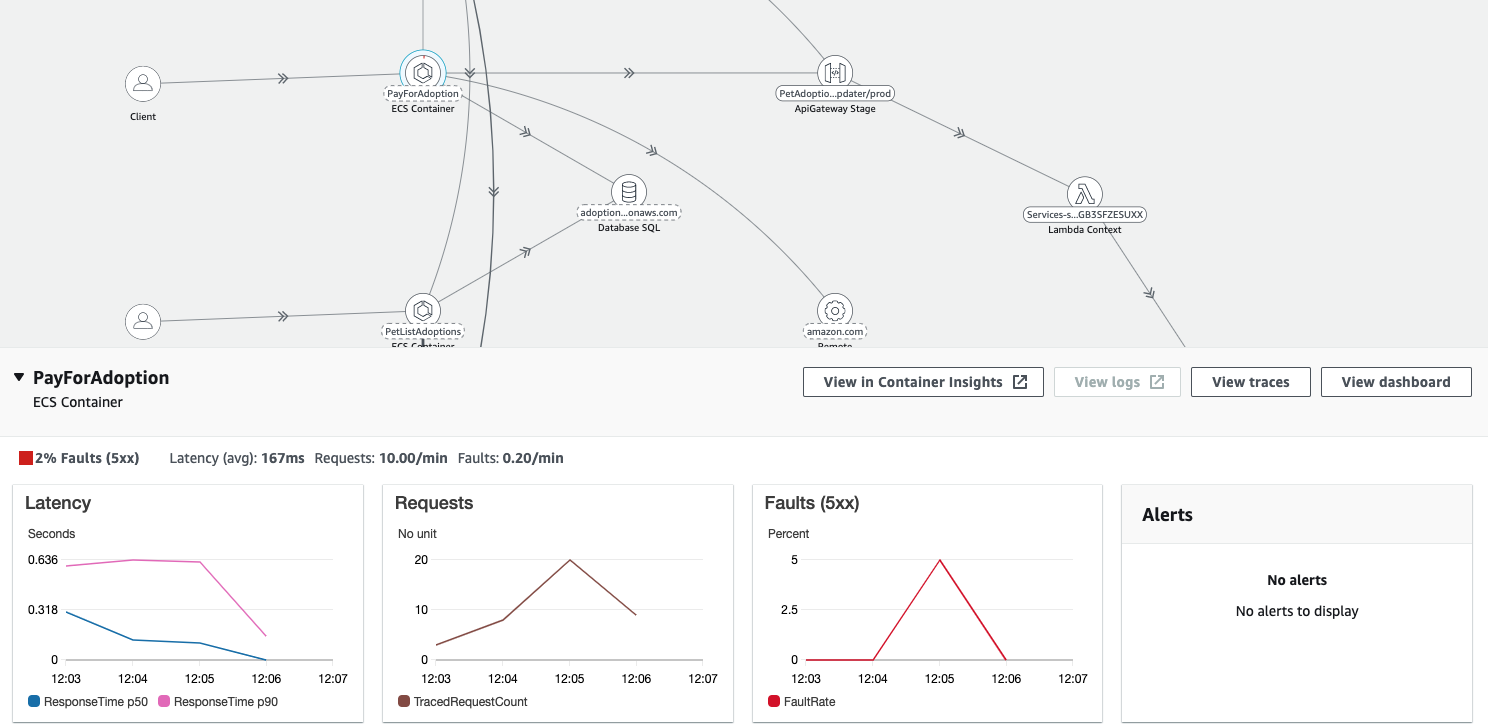 PayForAdoption
ECS Container
PetAdoptio...pdater/prod
ApiGateway Stage
Client
adoption...onaws.com
Database SQL
Services-s...GB3SFZESUXX
Lambda Context
PetListAdoptions
ECS Container
amazon.com
Remote
PayForAdoption
ECS Container
View in Container Insights
View logs
View traces
View dashboard
2% Faults (5xx) Latency (avg): 167ms Requests: 10.00/min Faults: 0.20/min
Latency
Seconds
0.636
0.318
0
12:03 12:04 12:05 12:06 12:07
ResponseTime p50 ResponseTime p90
Requests
No unit
20
10
0
12:03 12:04 12:05 12:06 12:07
TracedRequestCount
Faults (5xx)
Percent
5
2.5
0
12:03 12:04 12:05 12:06 12:07
FaultRate
Alerts
No alerts
No alerts to display